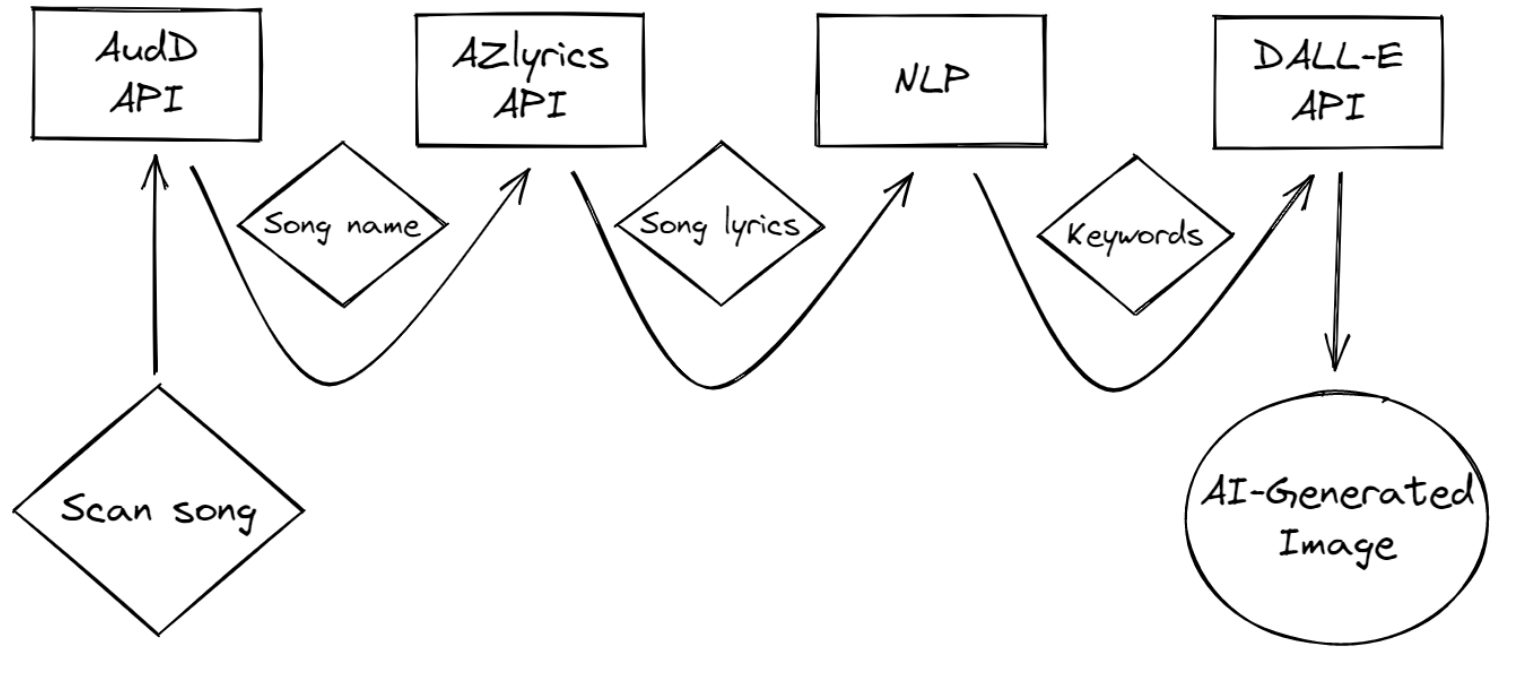 AudD
API
AZlyrics
API
NLP
DALL-E
API
Song name
Song lyrics
Keywords
Scan song
AI-Generated
Image